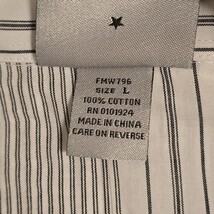 FMW796
SIZE L
100% COTTON
RN 0101924
MADE IN CHINA
CARE ON REVERSE